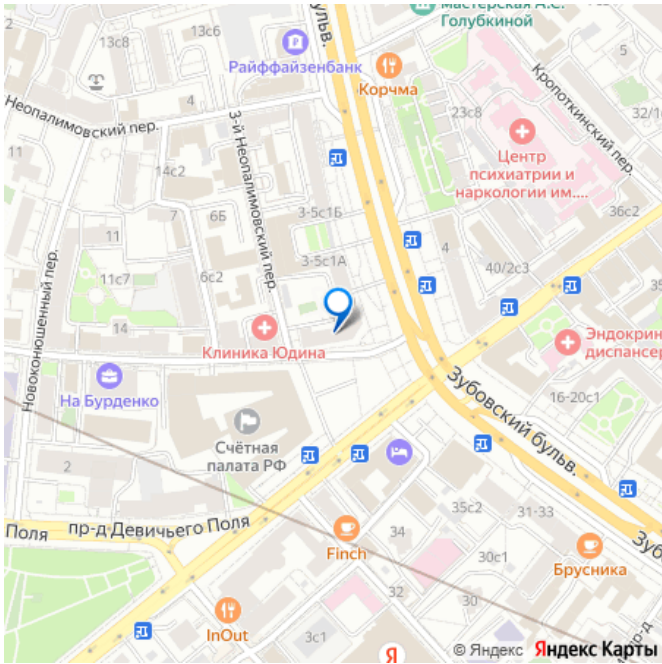 мастерская А.С.
Голубкиной
13с8
13с6
бульв.
Райффайзенбанк
Корчма
5
Кропоткинский пер.
32/1
23с8
4
Неопалимовский пер.
3-й Неопалимовский пер.
11
14с2
Центр
психиатрии и
наркологии им....
7
6Б
3-5с1Б
36с2
11
4
3-5с1А
40/2с3
Новоконюшенный пер.
11с7
6с2
14
Клиника Юдина
Эндокрин
диспансер
На Бурденко
Зубовский бульв.
16-20с1
Счётная
палата РФ
2
35с2
31-33
Поля
пр-д Девичьего Поля
34
Finch
30с1
Брусника
Зубо
32
30
InOut
3с1
пр-д
Я
© Яндекс Яндекс Карты